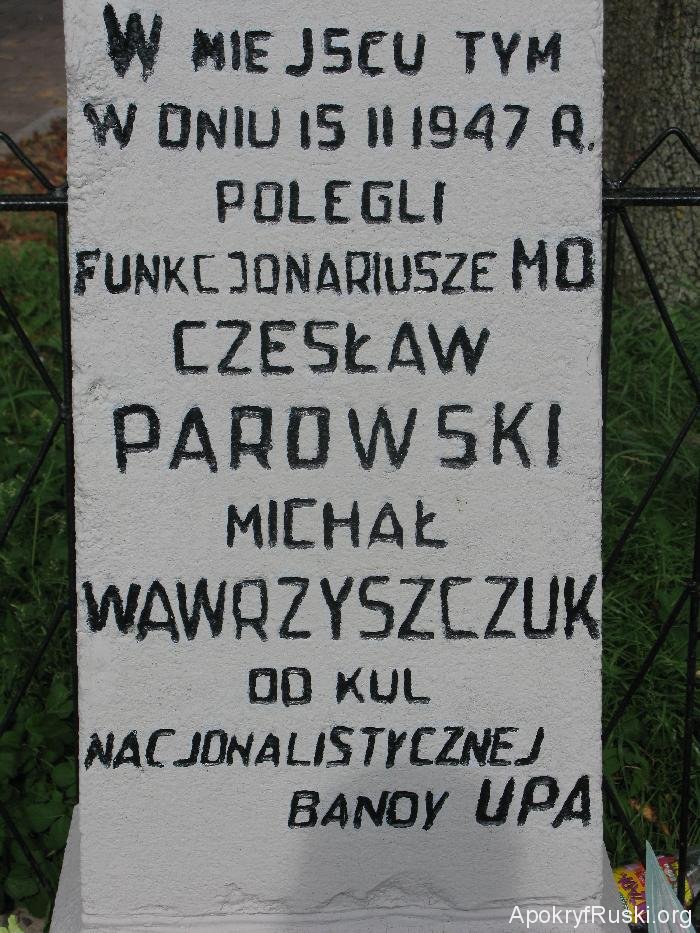 W MIEJSCU TYM
W DNIU 15 II 1947 R.
POLEGLI
FUNKCJONARIUSZE MO
CZESŁAW
PAROWSKI
MICHAŁ
WAWRZYSZCZUK
OD KUL
NACJONALISTYCZNEJ
BANDY UPA
ApokryfRuski.org